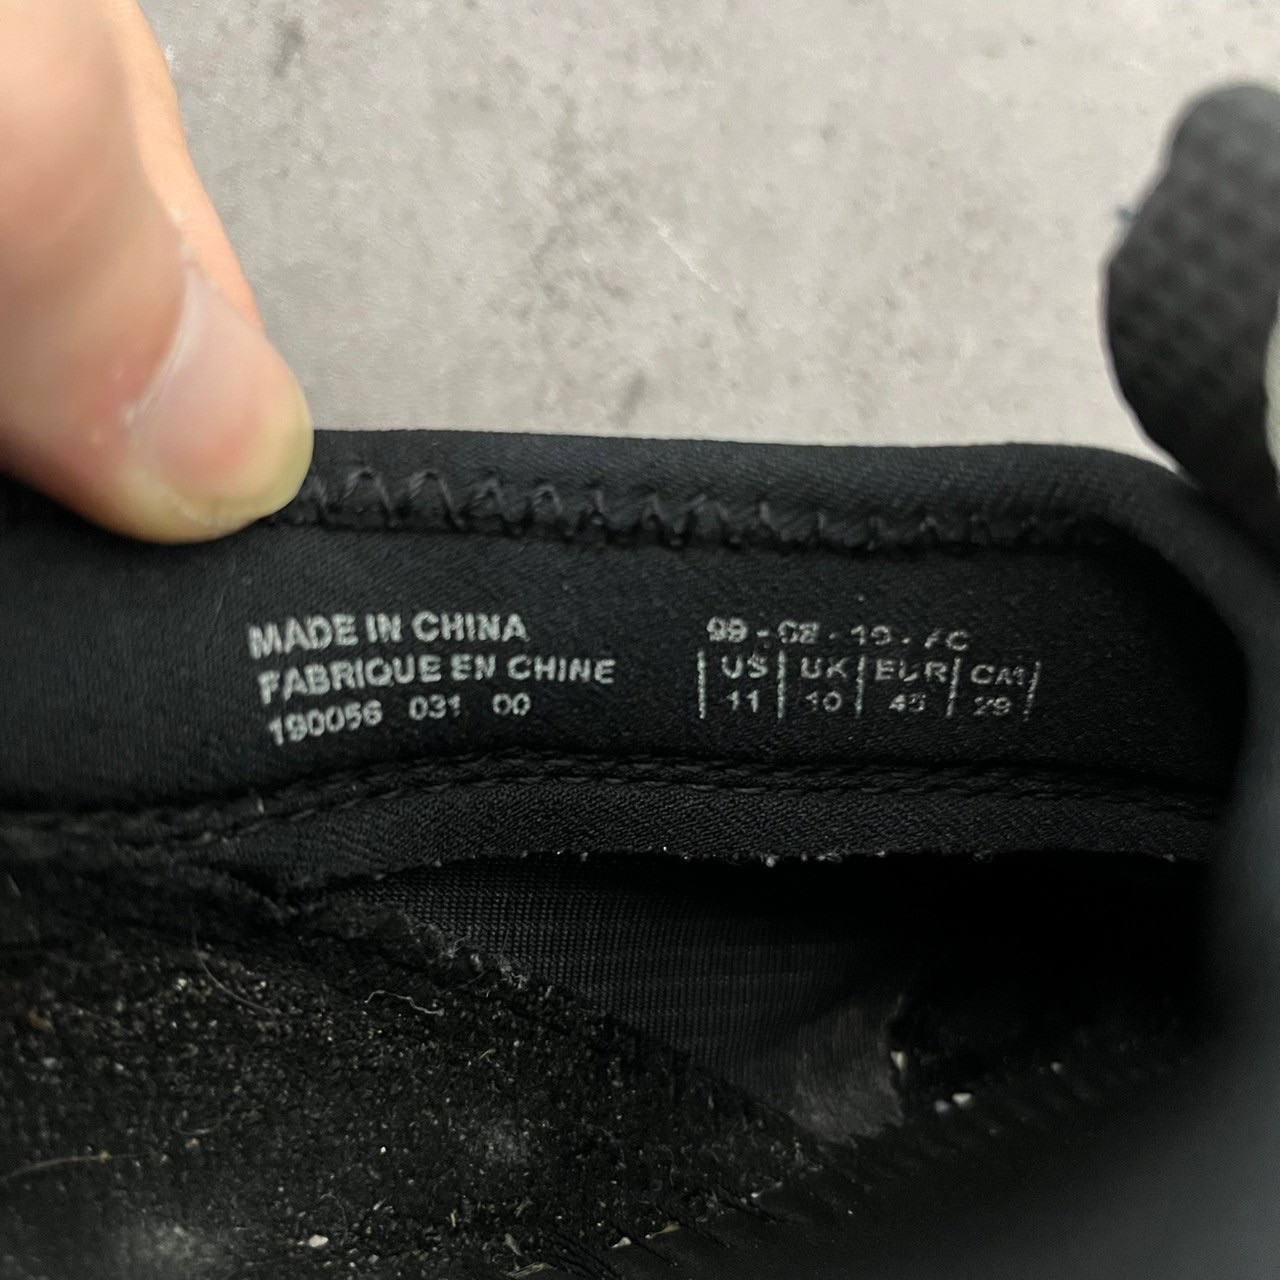 MADE IN CHINA
FABRIQUE EN CHINE
190056 031 00
US UK EUR CM
11 10 45 29